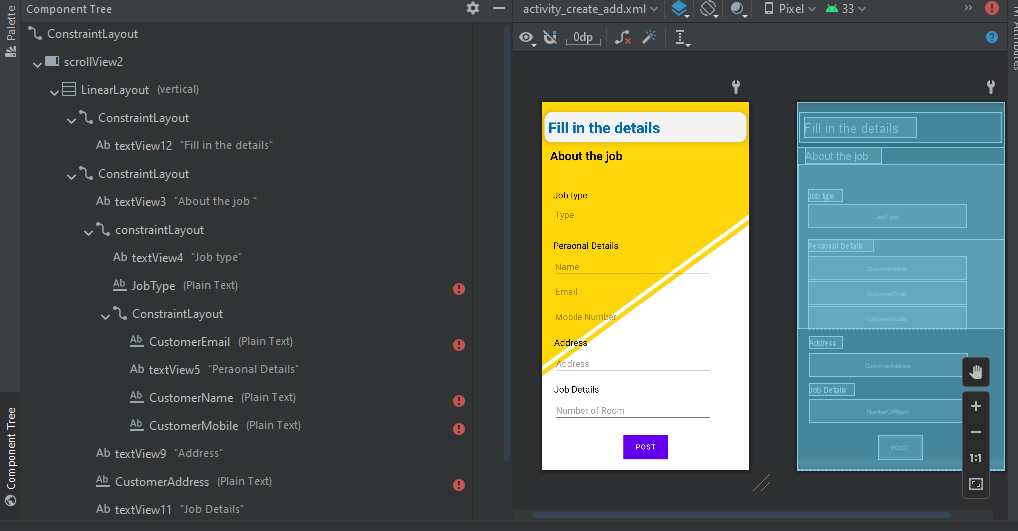 Component Tree
activity_create_add.xml
Pixel
33
Palette
0dp
ConstraintLayout
scrollView2
LinearLayout (vertical)
ConstraintLayout
Ab textView12 "Fill in the details"
ConstraintLayout
Ab textView3 "About the job "
constraintLayout
Ab textView4 "Job type"
Ab JobType (Plain Text)
ConstraintLayout
Ab CustomerEmail (Plain Text)
Ab textView5 "Peraonal Details"
Ab CustomerName (Plain Text)
Ab CustomerMobile (Plain Text)
Ab textView9 "Address"
Ab CustomerAddress (Plain Text)
Ab textView11 "Job Details"
Component Tree
Fill in the details
About the job
Job type
Type
Peraonal Details
Name
Email
Mobile Number
Address
Address
Job Details
Number of Room
POST
Fill in the details
About the job
Job type
JobType
Peraonal Details
CustomerName
CustomerEmail
CustomerMobile
Address
CustomerAddress
Job Details
NumberOfRoom
POST
1:1